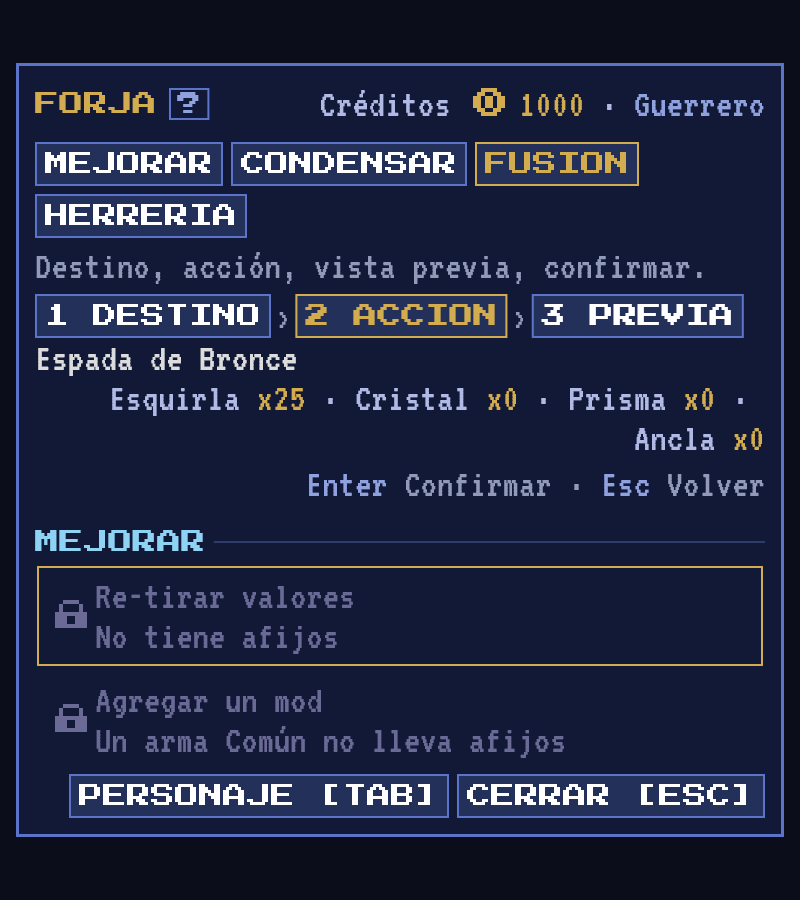 FORJA ? Créditos 1000 · Guerrero
MEJORAR CONDENSAR FUSION
HERRERIA
Destino, acción, vista previa, confirmar.
1 DESTINO › 2 ACCION › 3 PREVIA
Espada de Bronce
Esquirla x25 · Cristal x0 · Prisma x0 ·
Ancla x0
Enter Confirmar · Esc Volver
MEJORAR
Re-tirar valores
No tiene afijos
Agregar un mod
Un arma Común no lleva afijos
PERSONAJE [TAB] CERRAR [ESC]